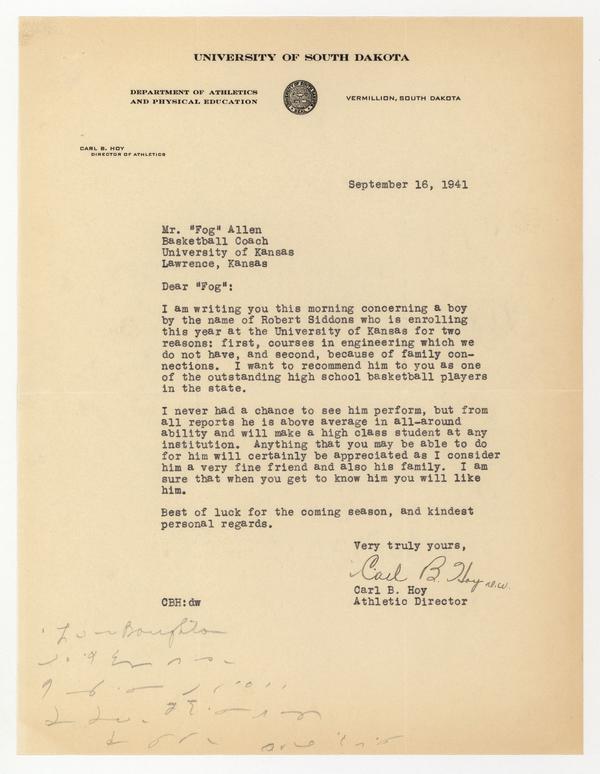 UNIVERSITY OF SOUTH DAKOTA
DEPARTMENT OF ATHLETICS
AND PHYSICAL EDUCATION
VERMILLION, SOUTH DAKOTA
CARL B. HOY
DIRECTOR OF ATHLETICS
September 16, 1941
Mr. "Fog" Allen
Basketball Coach
University of Kansas
Lawrence, Kansas
Dear "Fog":
I am writing you this morning concerning a boy
by the name of Robert Siddons who is enrolling
this year at the University of Kansas for two
reasons: first, courses in engineering which we
do not have, and second, because of family con-
nections. I want to recommend him to you as one
of the outstanding high school basketball players
in the state.
I never had a chance to see him perform, but from
all reports he is above average in all-around
ability and will make a high class student at any
institution. Anything that you may be able to do
for him will certainly be appreciated as I consider
him a very fine friend and also his family. I am
sure that when you get to know him you will like
him.
Best of luck for the coming season, and kindest
personal regards.
Very truly yours,
Carl B. Hoy d.w.
Carl B. Hoy
CBH:dw Athletic Director